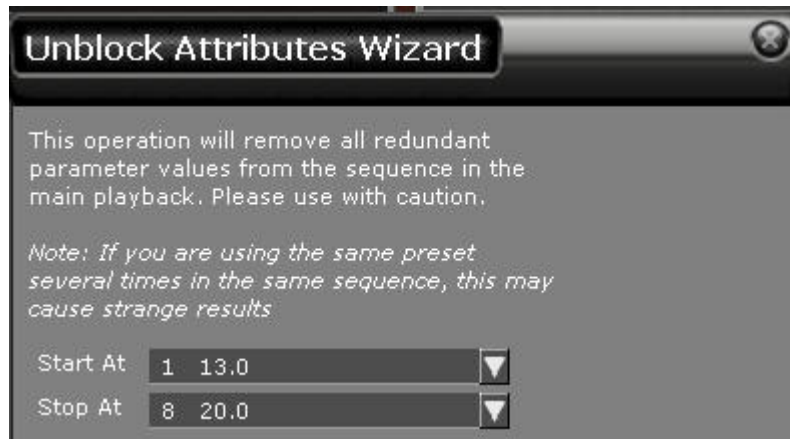 Unblock Attributes Wizard
This operation will remove all redundant
parameter values from the sequence in the
main playback. Please use with caution.
Note: If you are using the same preset
several times in the same sequence, this may
cause strange results
Start At 1 13.0
Stop At 8 20.0